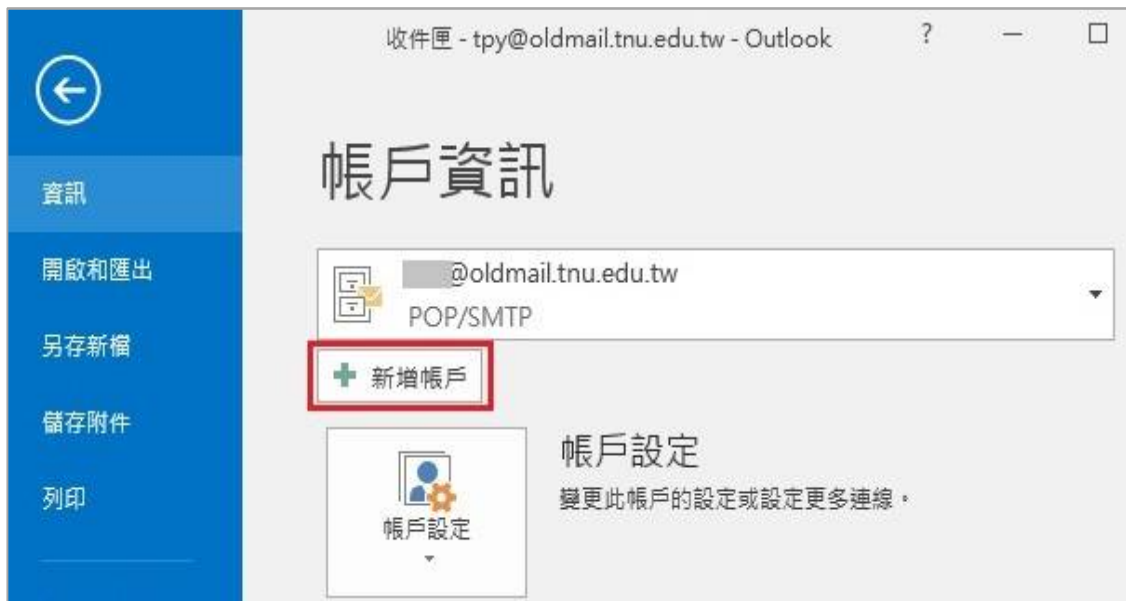 收件匣 - tpy@oldmail.tnu.edu.tw - Outlook ?
帳戶資訊
資訊
開啟和匯出
另存新檔
儲存附件
列印
@oldmail.tnu.edu.tw
POP/SMTP
新增帳戶
帳戶設定
帳戶設定
變更此帳戶的設定或設定更多連線。